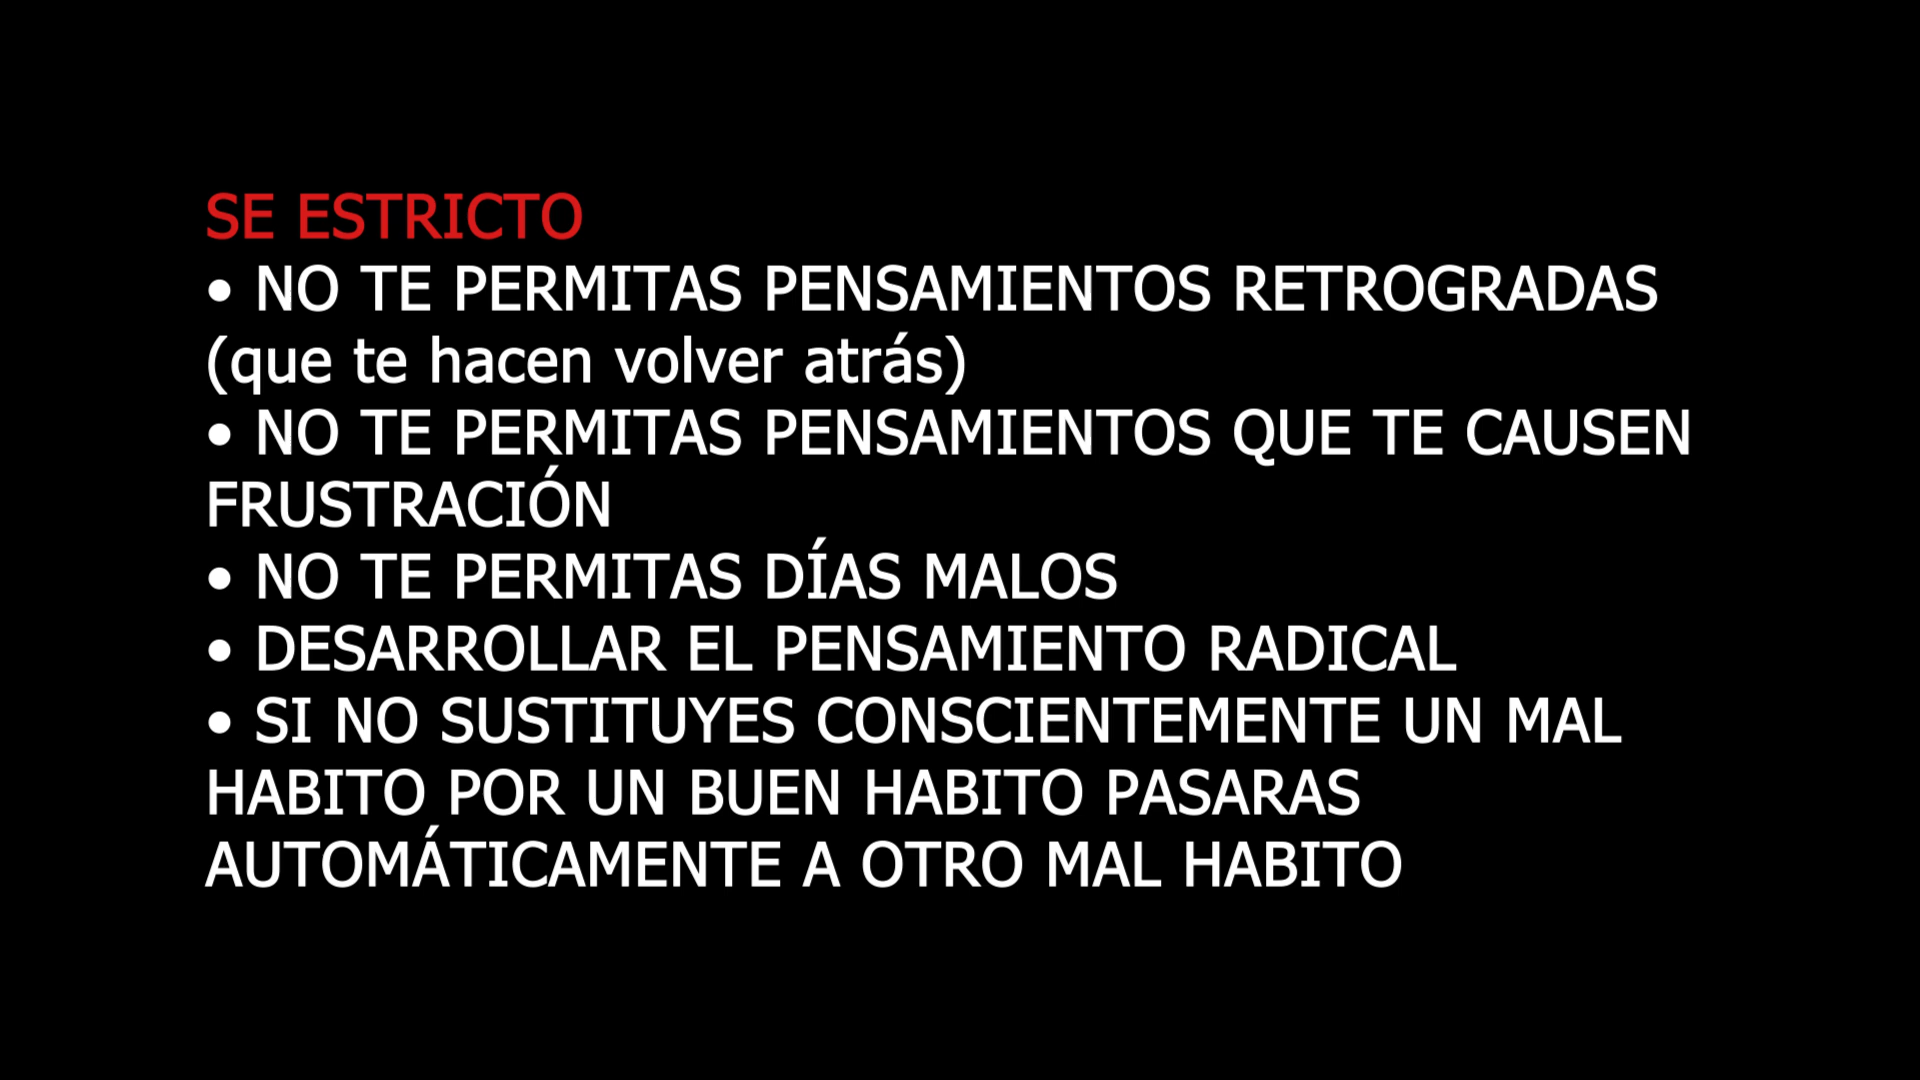 SE ESTRICTO
• NO TE PERMITAS PENSAMIENTOS RETROGRADAS
(que te hacen volver atrás)
• NO TE PERMITAS PENSAMIENTOS QUE TE CAUSEN
FRUSTRACIÓN
• NO TE PERMITAS DÍAS MALOS
• DESARROLLAR EL PENSAMIENTO RADICAL
• SI NO SUSTITUYES CONSCIENTEMENTE UN MAL
HABITO POR UN BUEN HABITO PASARAS
AUTOMÁTICAMENTE A OTRO MAL HABITO